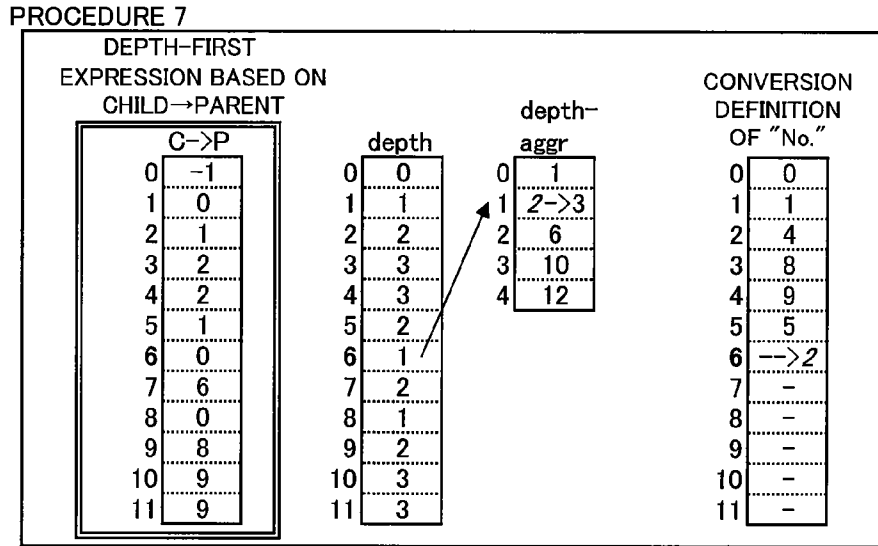 PROCEDURE 7
DEPTH-FIRST
EXPRESSION BASED ON
CHILD→PARENT
depth-
aggr
CONVERSION
DEFINITION
OF "No."
C->P depth
0 -1 0 0 0 1 0 0
1 0 1 1 1 2->3 1 1
2 1 2 2 2 6 2 4
3 2 3 3 3 10 3 8
4 2 4 3 4 12 4 9
5 1 5 2 5 5
6 0 6 1 6 -->2
7 6 7 2 7 -
8 0 8 1 8 -
9 8 9 2 9 -
10 9 10 3 10 -
11 9 11 3 11 -